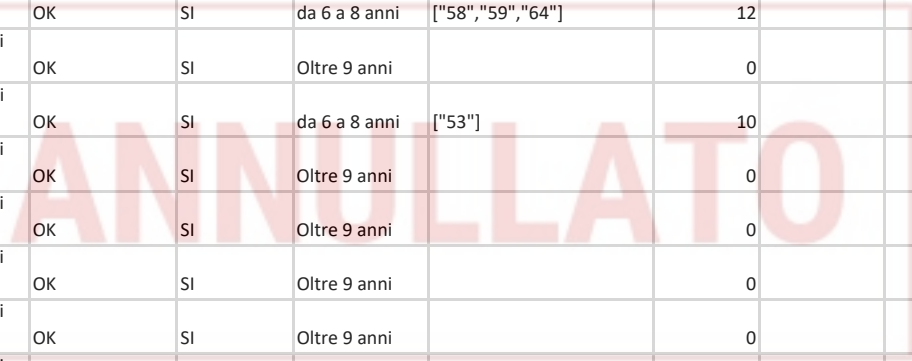 OK SI da 6 a 8 anni ["58","59","64"] 12
i
OK SI Oltre 9 anni 0
i
OK SI da 6 a 8 anni ["53"] 10
i
OK SI Oltre 9 anni 0
i
OK SI Oltre 9 anni 0
i
OK SI Oltre 9 anni 0
i
OK SI Oltre 9 anni 0
ANNULLATO